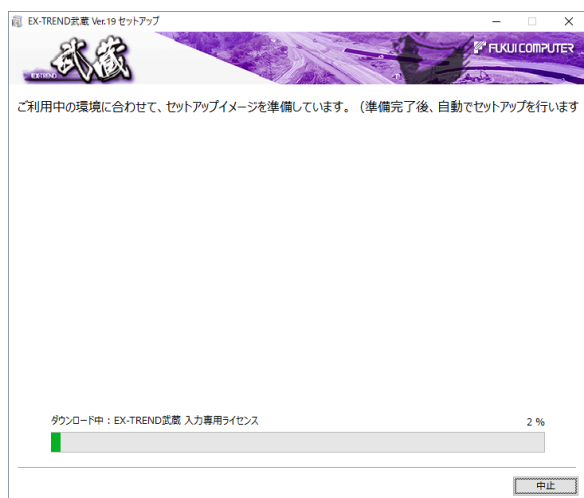 EX-TREND武蔵 Ver.19 セットアップ
武蔵
EX-TREND
FUKUI COMPUTER
ご利用中の環境に合わせて、セットアップイメージを準備しています。（準備完了後、自動でセットアップを行います
ダウンロード中：EX-TREND武蔵 入力専用ライセンス
2 %
中止